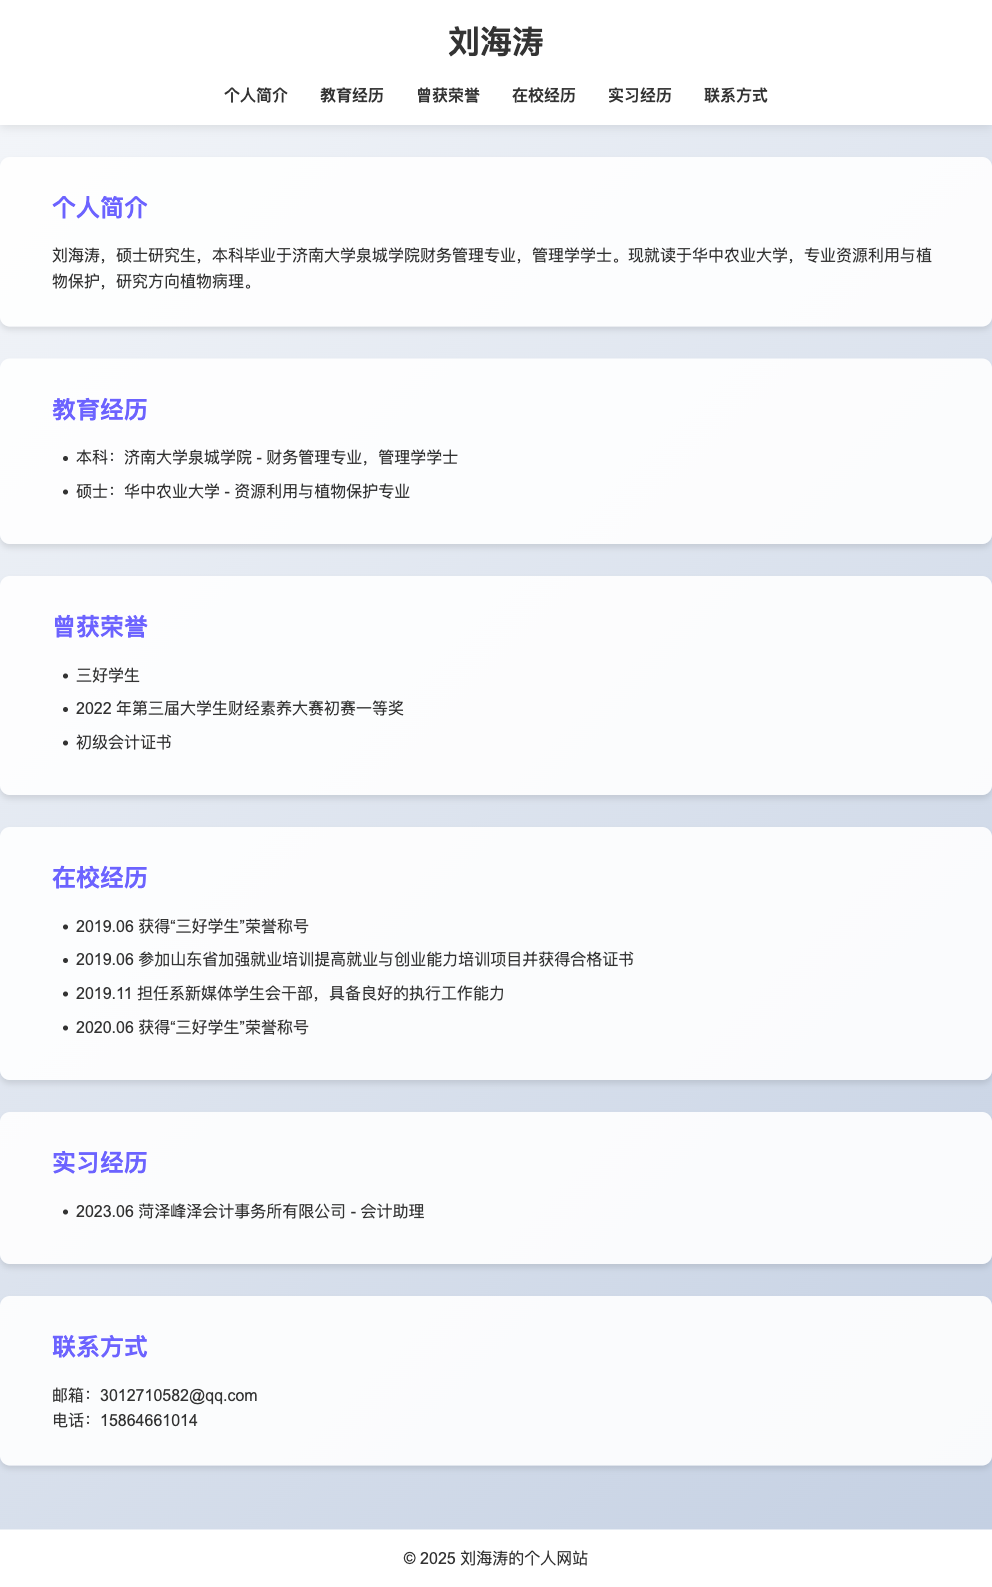 刘海涛
个人简介 教育经历 曾获荣誉 在校经历 实习经历 联系方式
个人简介
刘海涛，硕士研究生，本科毕业于济南大学泉城学院财务管理专业，管理学学士。现就读于华中农业大学，专业资源利用与植
物保护，研究方向植物病理。
教育经历
• 本科：济南大学泉城学院 - 财务管理专业，管理学学士
• 硕士：华中农业大学 - 资源利用与植物保护专业
曾获荣誉
• 三好学生
• 2022 年第三届大学生财经素养大赛初赛一等奖
• 初级会计证书
在校经历
• 2019.06 获得“三好学生”荣誉称号
• 2019.06 参加山东省加强就业培训提高就业与创业能力培训项目并获得合格证书
• 2019.11 担任系新媒体学生会干部，具备良好的执行工作能力
• 2020.06 获得“三好学生”荣誉称号
实习经历
• 2023.06 菏泽峰泽会计事务所有限公司 - 会计助理
联系方式
邮箱：3012710582@qq.com
电话：15864661014
© 2025 刘海涛的个人网站